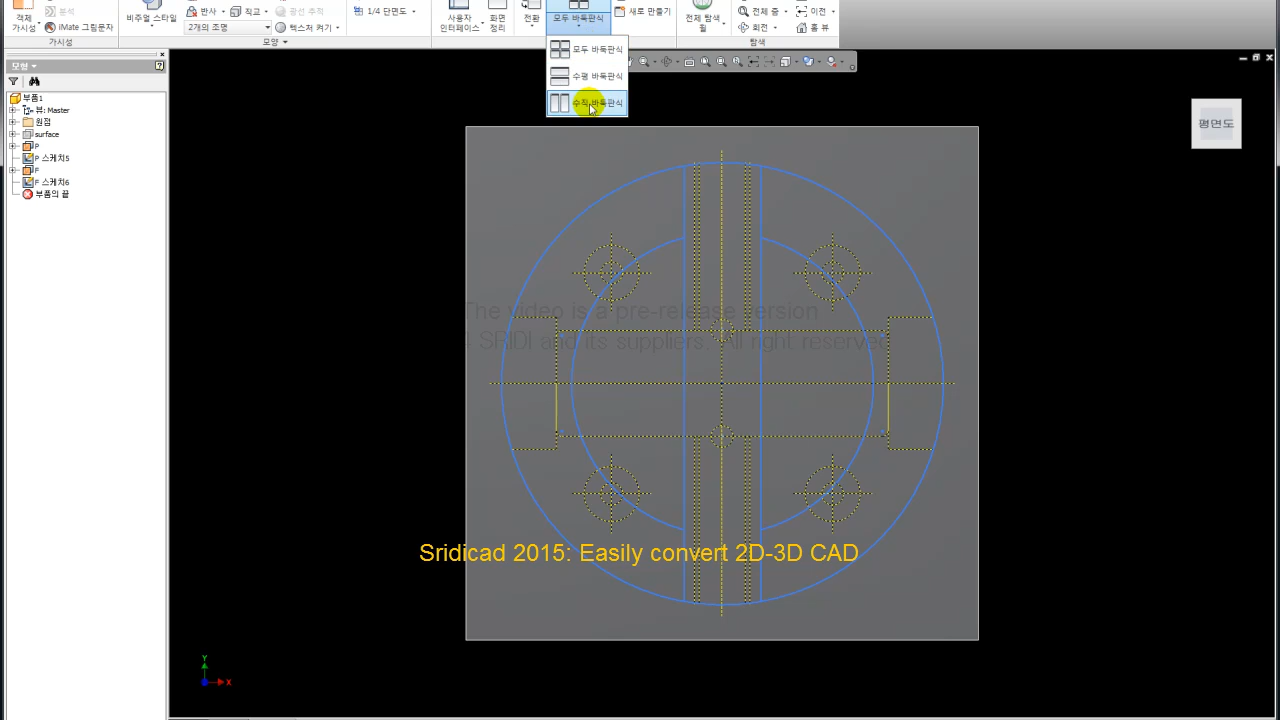 객체
가시성
분석
iMate 그림문자
가시성
비주얼 스타일
반사
직교
광선 추적
2개의 조명
텍스처 켜기
1/4 단면도
모양
사용자
인터페이스
화면
정리
전환
모두 바둑판식
새로 만들기
모두 바둑판식
수평 바둑판식
수직 바둑판식
전체 탐색
휠
전체 줌
이전
회전
홈 뷰
탐색
모형
부품1
뷰: Master
원점
surface
P
P 스케치5
F
F 스케치6
부품의 끝
평면도
The video is a pre-release version
SRIDI and its suppliers. All right reserved
Sridicad 2015: Easily convert 2D-3D CAD
Y
X